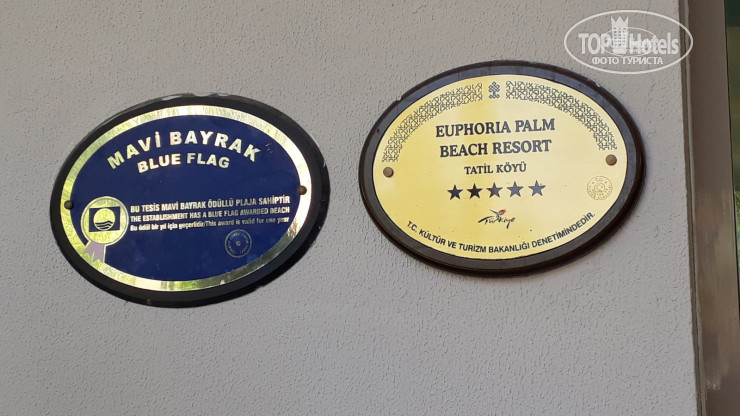 MAVİ BAYRAK
BLUE FLAG
BU TESİS MAVİ BAYRAK ÖDÜLLÜ PLAJA SAHİPTİR
THE ESTABLISHMENT HAS A BLUE FLAG AWARDED BEACH
Bu ödül bir yıl için geçerlidir/This award is valid for one year
EUPHORIA PALM
BEACH RESORT
TATİL KÖYÜ
Türkiye
T.C. KÜLTÜR VE TURİZM BAKANLIĞI DENETİMİNDEDİR.
TOPHotels
ФОТО ТУРИСТА